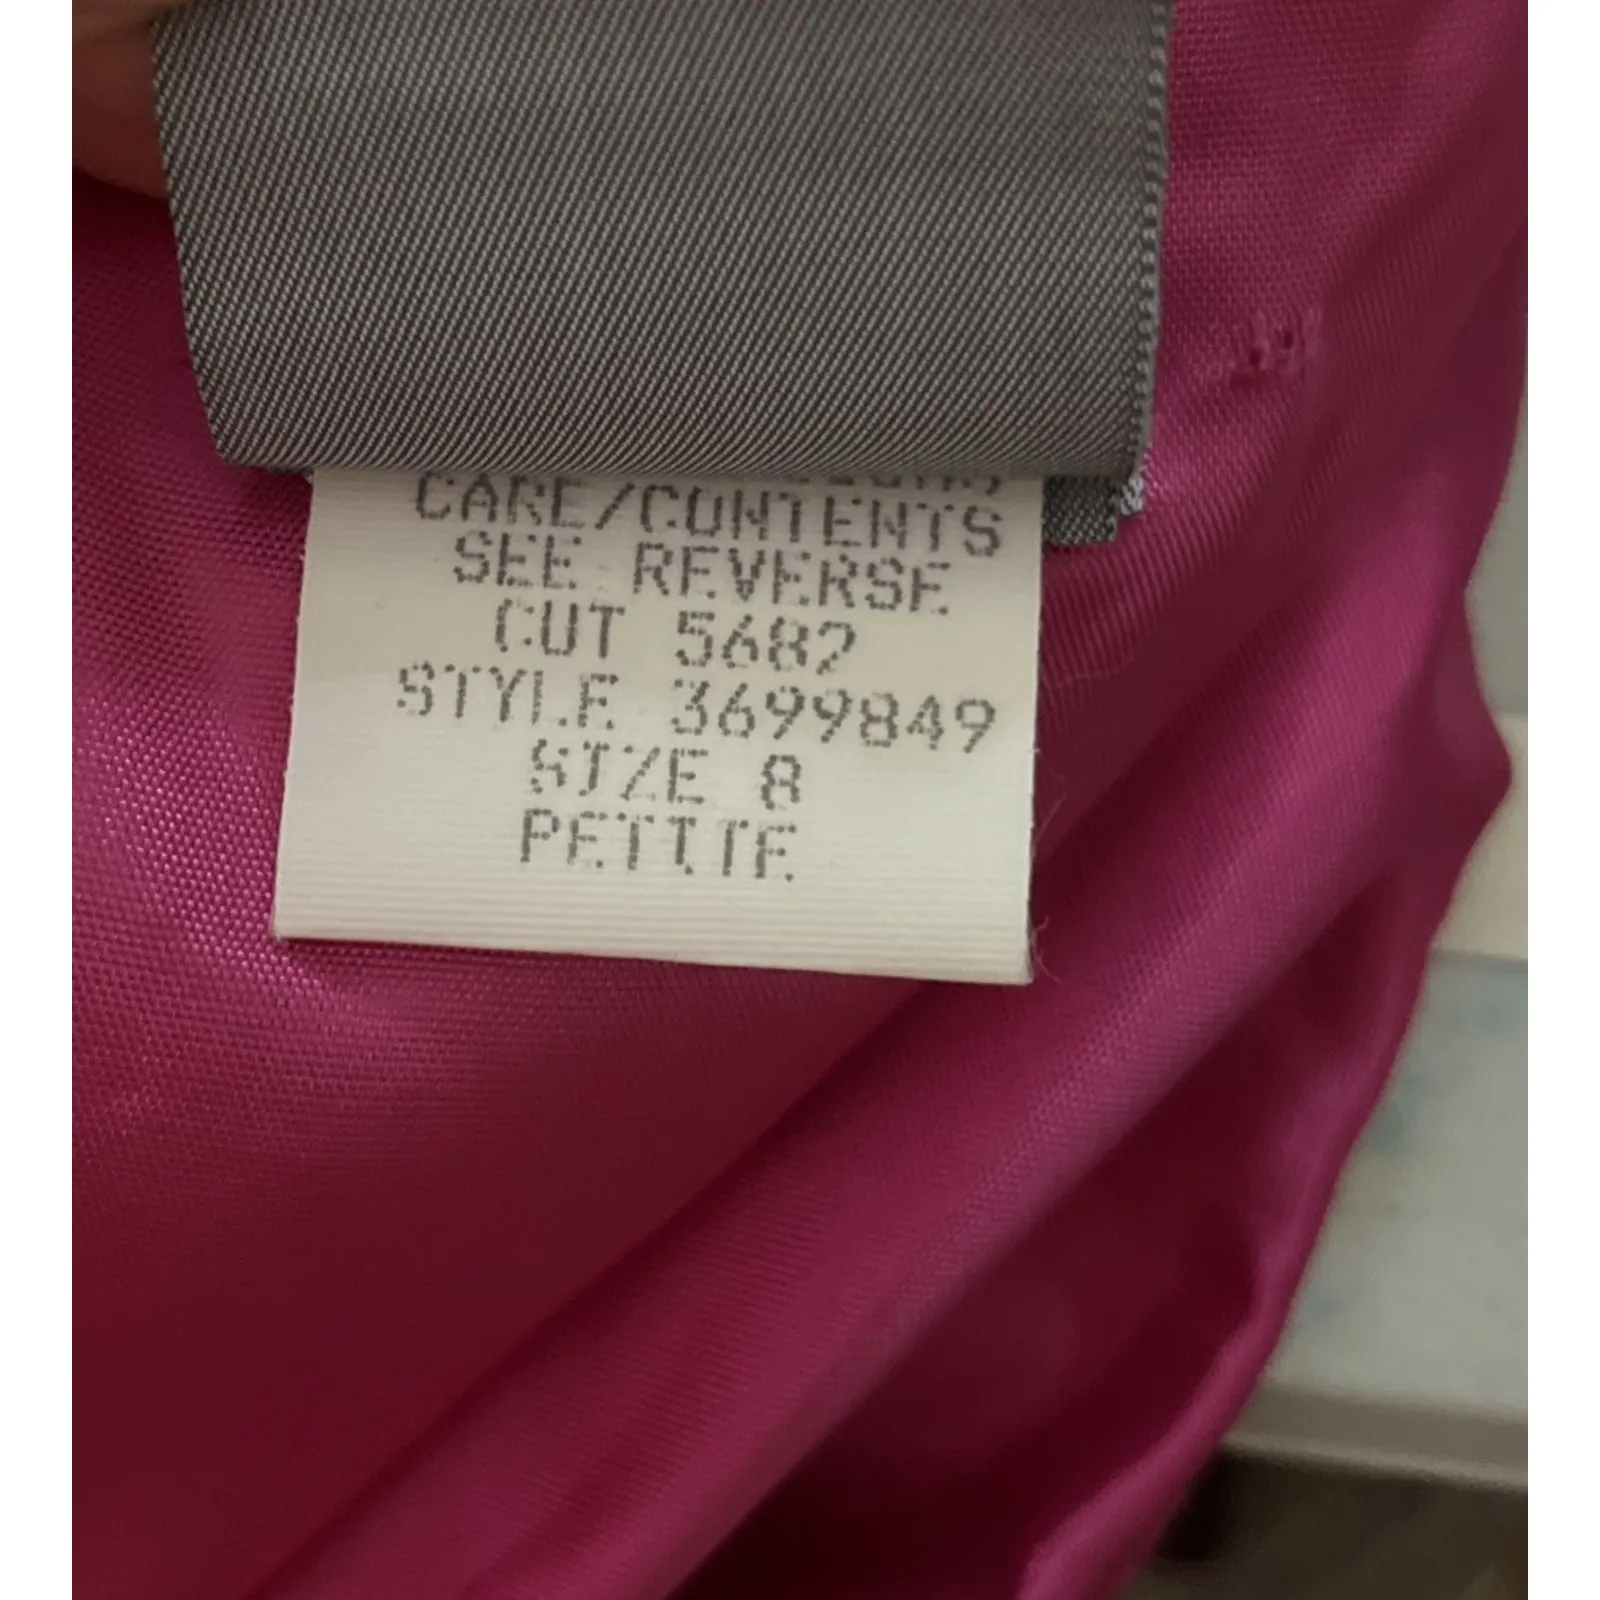 CARE/CONTENTS
SEE REVERSE
CUT 5682
STYLE 3699849
SIZE 8
PETITE